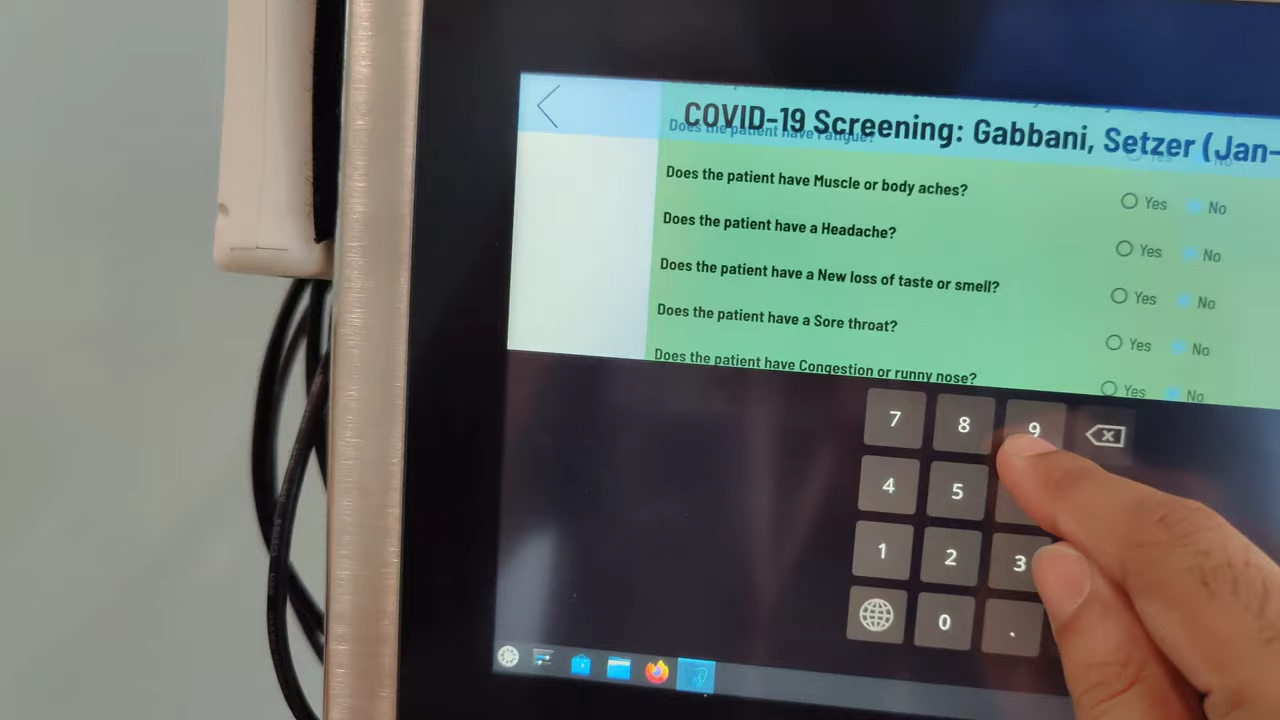 COVID-19 Screening: Gabbani, Setzer (Jan-
Does the patient have Fatigue? Yes No
Does the patient have Muscle or body aches? Yes No
Does the patient have a Headache? Yes No
Does the patient have a New loss of taste or smell? Yes No
Does the patient have a Sore throat? Yes No
Does the patient have Congestion or runny nose? Yes No
7 8 9
4 5
1 2 3
0 .